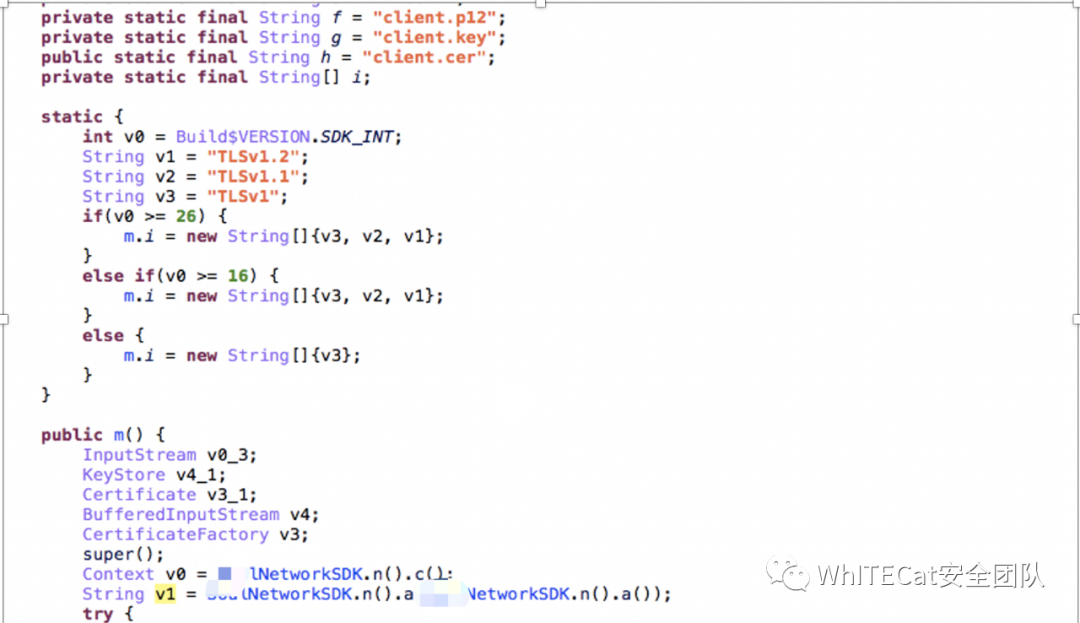 private static final String f = "client.p12";
private static final String g = "client.key";
public static final String h = "client.cer";
private static final String[] i;
static {
int v0 = Build$VERSION.SDK_INT;
String v1 = "TLSv1.2";
String v2 = "TLSv1.1";
String v3 = "TLSv1";
if(v0 >= 26) {
m.i = new String[]{v3, v2, v1};
}
else if(v0 >= 16) {
m.i = new String[]{v3, v2, v1};
}
else {
m.i = new String[]{v3};
}
}
public m() {
InputStream v0_3;
KeyStore v4_1;
Certificate v3_1;
BufferedInputStream v4;
CertificateFactory v3;
super();
Context v0 = lNetworkSDK.n().c();
String v1 = lNetworkSDK.n().a NetworkSDK.n().a());
try {
WhITECat安全团队